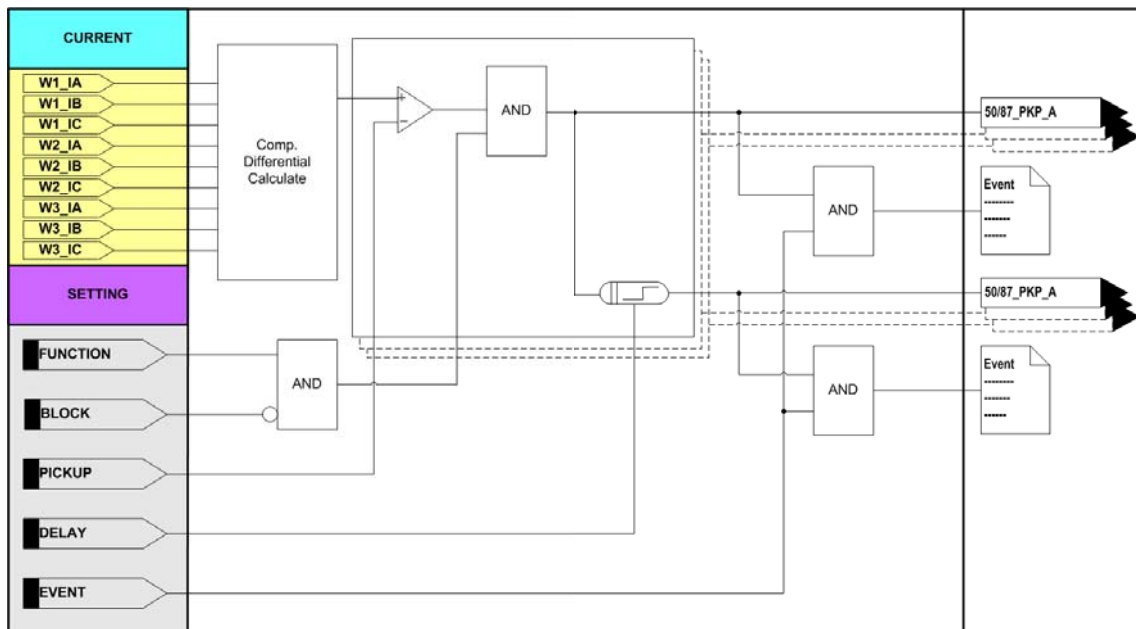 CURRENT
W1_IA
W1_IB
W1_IC
W2_IA
W2_IB
W2_IC
W3_IA
W3_IB
W3_IC
SETTING
FUNCTION
BLOCK
PICKUP
DELAY
EVENT
Comp.
Differential
Calculate
+
−
AND
AND
AND
AND
50/87_PKP_A
Event
--------
-------
------
50/87_PKP_A
Event
--------
-------
------